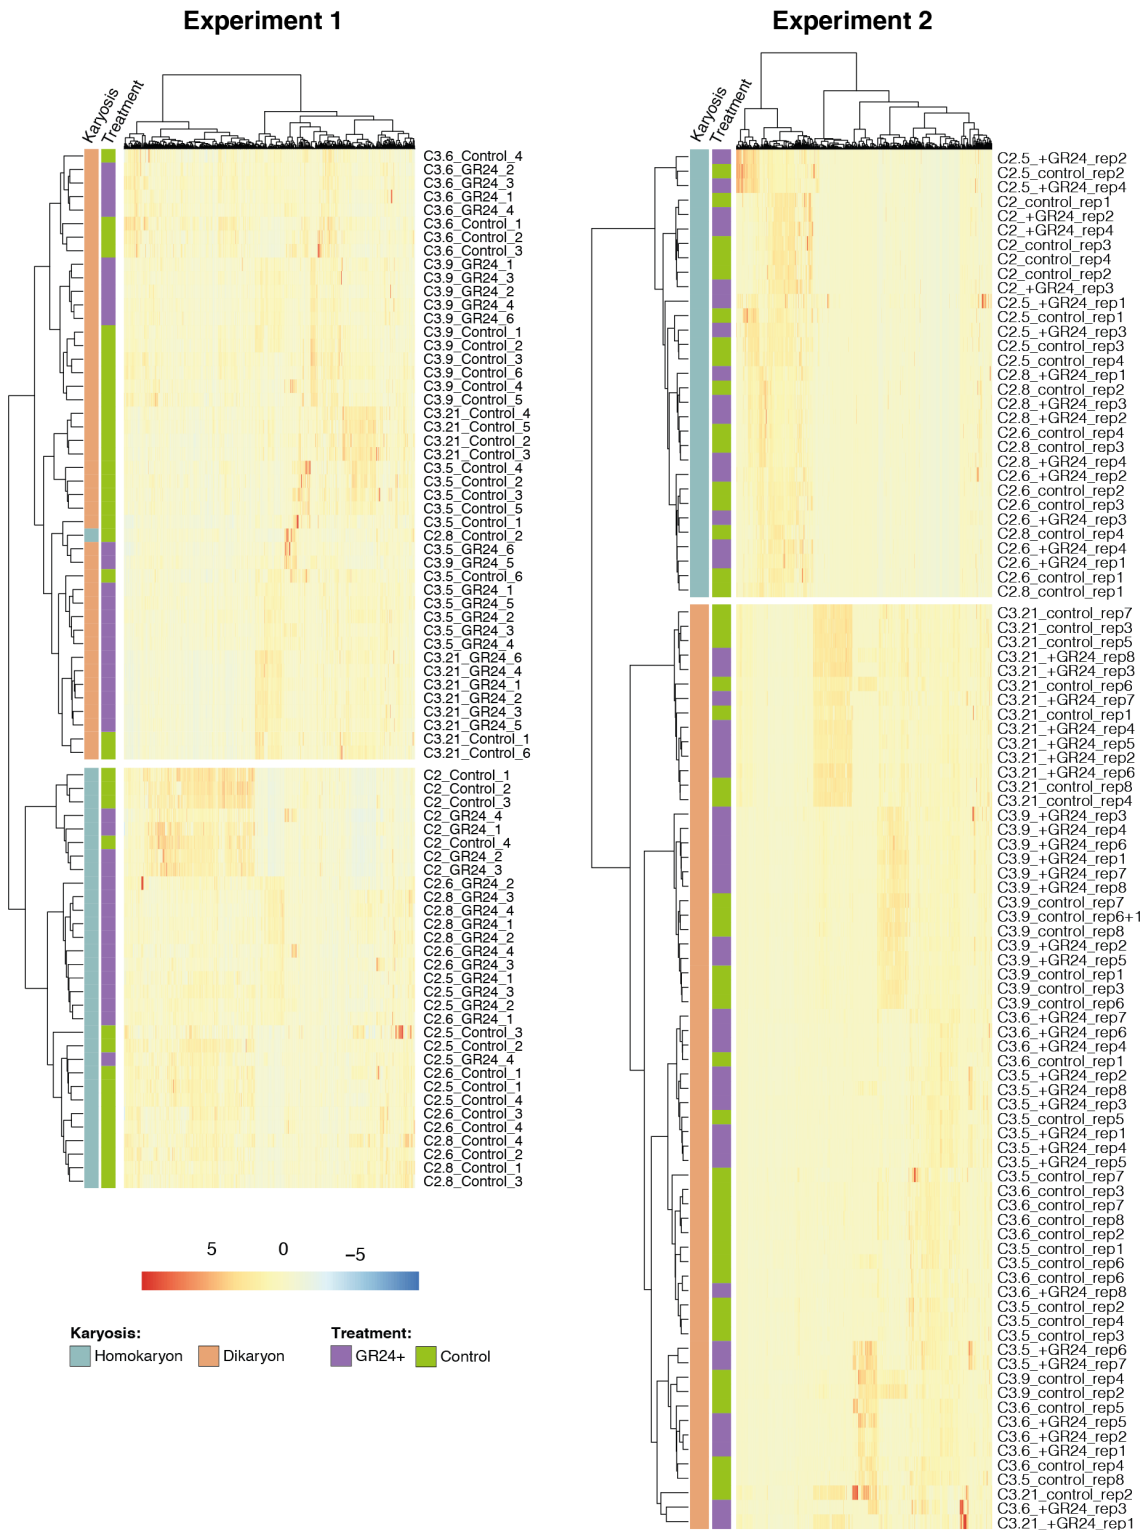 Experiment 1
Karyosis
Treatment
C3.6_Control_4
C3.6_GR24_2
C3.6_GR24_3
C3.6_GR24_1
C3.6_GR24_4
C3.6_Control_1
C3.6_Control_2
C3.6_Control_3
C3.9_GR24_1
C3.9_GR24_3
C3.9_GR24_2
C3.9_GR24_4
C3.9_GR24_6
C3.9_Control_1
C3.9_Control_2
C3.9_Control_3
C3.9_Control_6
C3.9_Control_4
C3.9_Control_5
C3.21_Control_4
C3.21_Control_5
C3.21_Control_2
C3.21_Control_3
C3.5_Control_4
C3.5_Control_2
C3.5_Control_3
C3.5_Control_5
C3.5_Control_1
C2.8_Control_2
C3.5_GR24_6
C3.9_GR24_5
C3.5_Control_6
C3.5_GR24_1
C3.5_GR24_5
C3.5_GR24_2
C3.5_GR24_3
C3.5_GR24_4
C3.21_GR24_6
C3.21_GR24_4
C3.21_GR24_1
C3.21_GR24_2
C3.21_GR24_3
C3.21_GR24_5
C3.21_Control_1
C3.21_Control_6
C2_Control_1
C2_Control_2
C2_Control_3
C2_GR24_4
C2_GR24_1
C2_Control_4
C2_GR24_2
C2_GR24_3
C2.6_GR24_2
C2.8_GR24_3
C2.8_GR24_4
C2.8_GR24_1
C2.8_GR24_2
C2.6_GR24_4
C2.6_GR24_3
C2.5_GR24_1
C2.5_GR24_3
C2.5_GR24_2
C2.6_GR24_1
C2.5_Control_3
C2.5_Control_2
C2.5_GR24_4
C2.6_Control_1
C2.5_Control_1
C2.5_Control_4
C2.6_Control_3
C2.6_Control_4
C2.8_Control_4
C2.6_Control_2
C2.8_Control_1
C2.8_Control_3
5 0 −5
Karyosis:
Homokaryon Dikaryon
Treatment:
GR24+ Control
Experiment 2
Karyosis
Treatment
C2.5_+GR24_rep2
C2.5_control_rep2
C2.5_+GR24_rep4
C2_control_rep1
C2_+GR24_rep2
C2_+GR24_rep4
C2_control_rep3
C2_control_rep4
C2_control_rep2
C2_+GR24_rep3
C2.5_+GR24_rep1
C2.5_control_rep1
C2.5_+GR24_rep3
C2.5_control_rep3
C2.5_control_rep4
C2.8_+GR24_rep1
C2.8_control_rep2
C2.8_+GR24_rep3
C2.8_+GR24_rep2
C2.6_control_rep4
C2.8_control_rep3
C2.8_+GR24_rep4
C2.6_+GR24_rep2
C2.6_control_rep2
C2.6_control_rep3
C2.6_+GR24_rep3
C2.8_control_rep4
C2.6_+GR24_rep4
C2.6_+GR24_rep1
C2.6_control_rep1
C2.8_control_rep1
C3.21_control_rep7
C3.21_control_rep3
C3.21_control_rep5
C3.21_+GR24_rep8
C3.21_+GR24_rep3
C3.21_control_rep6
C3.21_+GR24_rep7
C3.21_control_rep1
C3.21_+GR24_rep4
C3.21_+GR24_rep5
C3.21_+GR24_rep2
C3.21_+GR24_rep6
C3.21_control_rep8
C3.21_control_rep4
C3.9_+GR24_rep3
C3.9_+GR24_rep4
C3.9_+GR24_rep6
C3.9_+GR24_rep1
C3.9_+GR24_rep7
C3.9_+GR24_rep8
C3.9_control_rep7
C3.9_control_rep6+1
C3.9_control_rep8
C3.9_+GR24_rep2
C3.9_+GR24_rep5
C3.9_control_rep1
C3.9_control_rep3
C3.9_control_rep6
C3.6_+GR24_rep7
C3.6_+GR24_rep6
C3.6_+GR24_rep4
C3.6_control_rep1
C3.5_+GR24_rep2
C3.5_+GR24_rep8
C3.5_+GR24_rep3
C3.5_control_rep5
C3.5_+GR24_rep1
C3.5_+GR24_rep4
C3.5_+GR24_rep5
C3.5_control_rep7
C3.6_control_rep3
C3.6_control_rep7
C3.6_control_rep8
C3.6_control_rep2
C3.5_control_rep1
C3.5_control_rep6
C3.6_control_rep6
C3.6_+GR24_rep8
C3.5_control_rep2
C3.5_control_rep4
C3.5_control_rep3
C3.5_+GR24_rep6
C3.5_+GR24_rep7
C3.9_control_rep4
C3.9_control_rep2
C3.6_control_rep5
C3.6_+GR24_rep5
C3.6_+GR24_rep2
C3.6_+GR24_rep1
C3.6_control_rep4
C3.5_control_rep8
C3.21_control_rep2
C3.6_+GR24_rep3
C3.21_+GR24_rep1